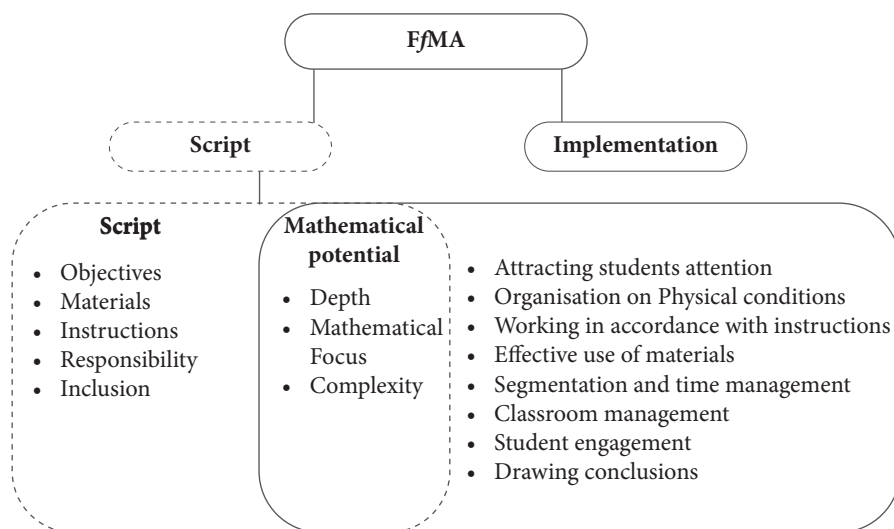 FfMA
Script
Implementation
Script
• Objectives
• Materials
• Instructions
• Responsibility
• Inclusion
Mathematical
potential
• Depth
• Mathematical
Focus
• Complexity
• Attracting students attention
• Organisation on Physical conditions
• Working in accordance with instructions
• Effective use of materials
• Segmentation and time management
• Classroom management
• Student engagement
• Drawing conclusions